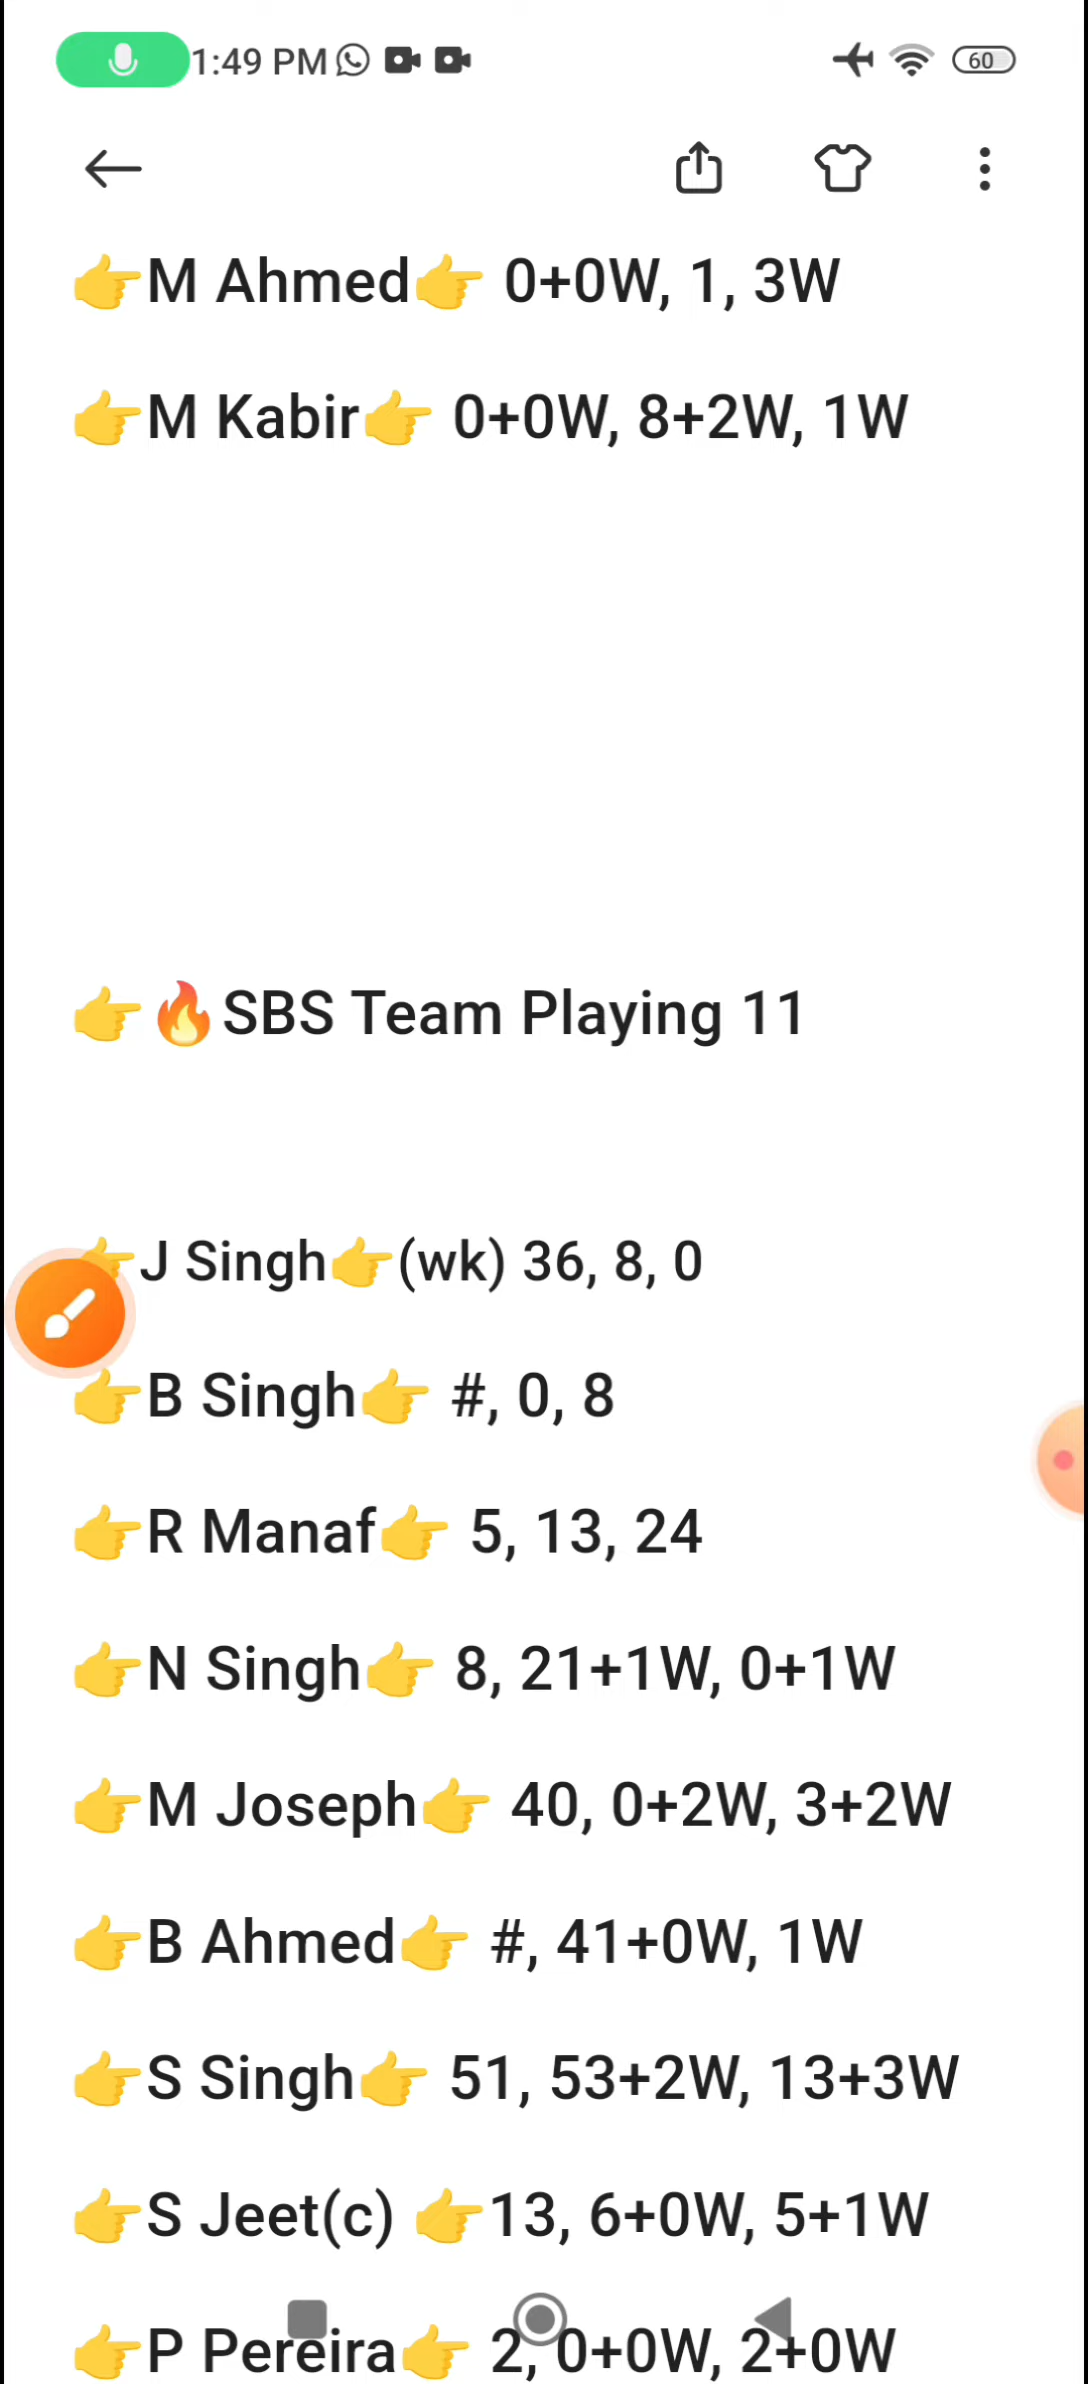 1:49 PM 60
👉M Ahmed👉 0+0W, 1, 3W
👉M Kabir👉 0+0W, 8+2W, 1W
👉🔥SBS Team Playing 11
👉J Singh👉(wk) 36, 8, 0
👉B Singh👉 #, 0, 8
👉R Manaf👉 5, 13, 24
👉N Singh👉 8, 21+1W, 0+1W
👉M Joseph👉 40, 0+2W, 3+2W
👉B Ahmed👉 #, 41+0W, 1W
👉S Singh👉 51, 53+2W, 13+3W
👉S Jeet(c) 👉13, 6+0W, 5+1W
👉P Pereira👉 2, 0+0W, 2+0W